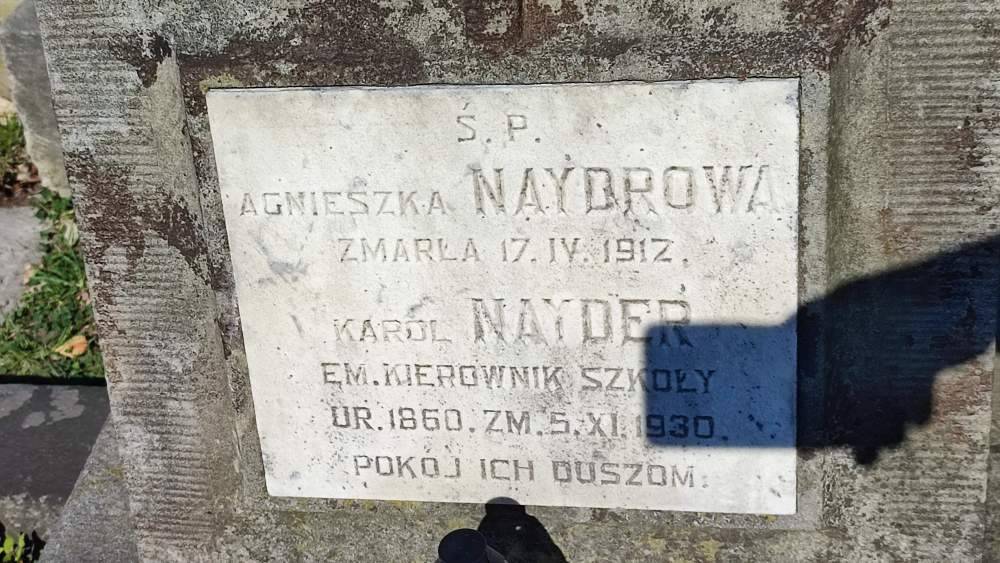 Ś. P.
AGNIESZKA NAYDROWA
ZMARŁA 17. IV. 1912.
KAROL NAYDER
EM. KIEROWNIK SZKOŁY
UR. 1860. ZM. 5. XI. 1930.
POKÓJ ICH DUSZOM.